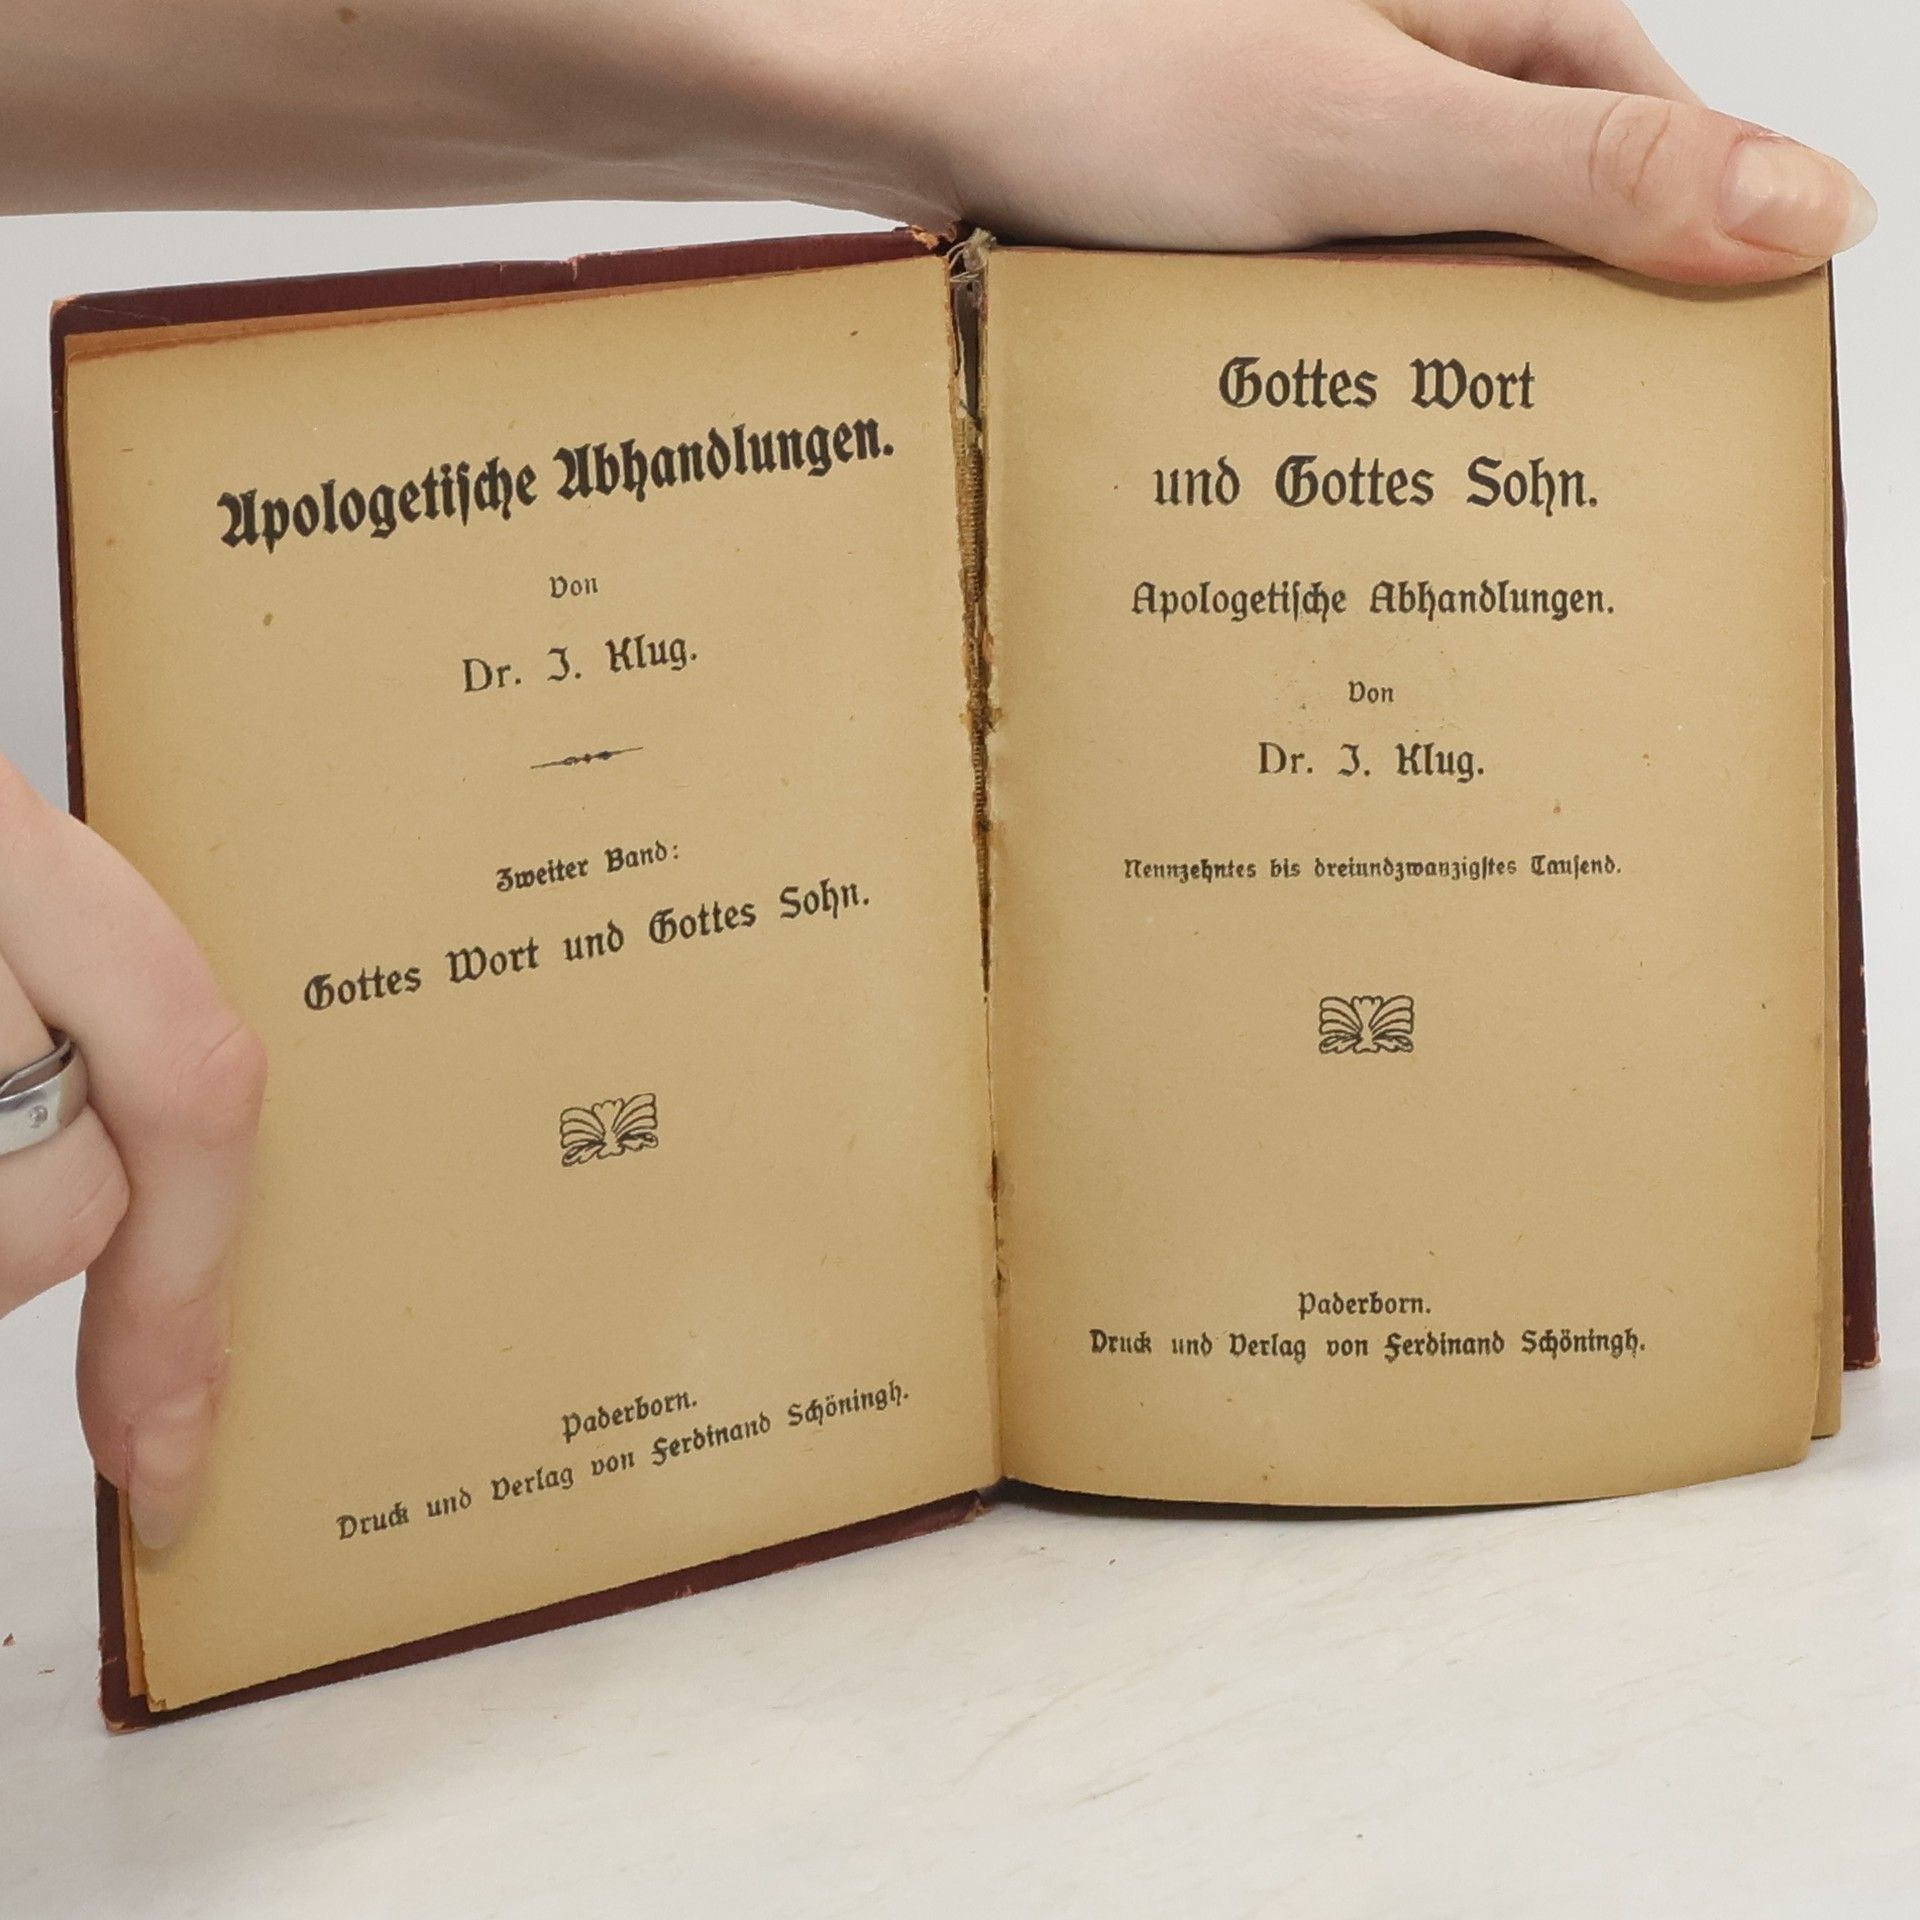 Apologetische Abhandlungen.
Von
Dr. J. Klug.
Zweiter Band:
Gottes Wort und Gottes Sohn.
Paderborn.
Druck und Verlag von Ferdinand Schöningh.
Gottes Wort
und Gottes Sohn.
Apologetische Abhandlungen.
Von
Dr. J. Klug.
Neunzehntes bis dreiundzwanzigstes Tausend.
Paderborn.
Druck und Verlag von Ferdinand Schöningh.